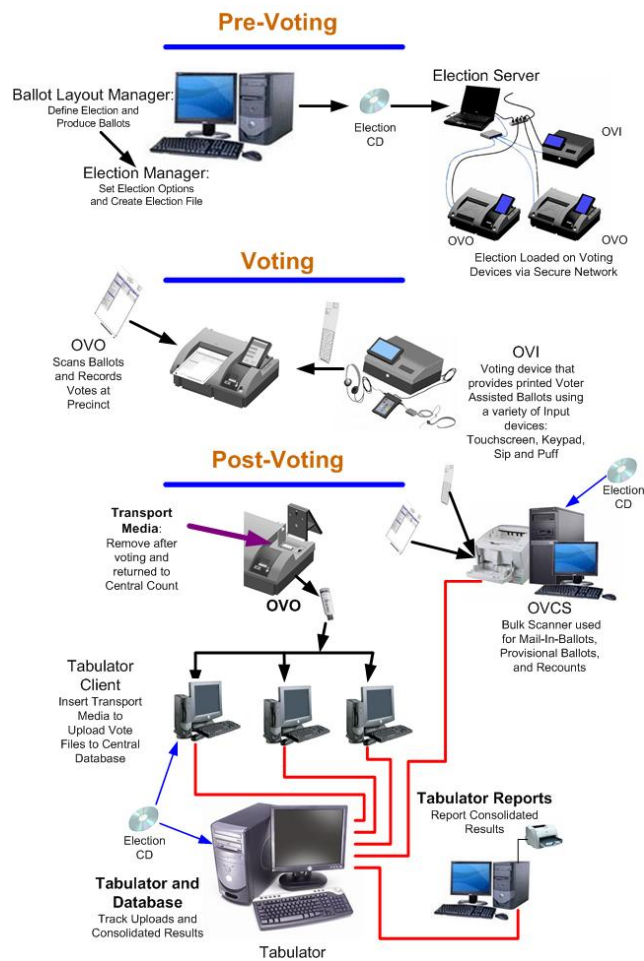 Pre-Voting
Ballot Layout Manager:
Define Election and
Produce Ballots
Election Manager:
Set Election Options
and Create Election File
Election
CD
Election Server
OVI
OVO
OVO
Election Loaded on Voting
Devices via Secure Network
Voting
OVO
Scans Ballots
and Records
Votes at
Precinct
OVI
Voting device that
provides printed Voter
Assisted Ballots using
a variety of Input
devices:
Touchscreen, Keypad,
Sip and Puff
Post-Voting
Transport
Media:
Remove after
voting and
returned to
Central Count
OVO
Election
CD
OVCS
Bulk Scanner used
for Mail-In-Ballots,
Provisional Ballots,
and Recounts
Tabulator
Client
Insert Transport
Media to
Upload Vote
Files to Central
Database
Election
CD
Tabulator and
Database
Track Uploads and
Consolidated Results
Tabulator
Tabulator Reports
Report Consolidated
Results